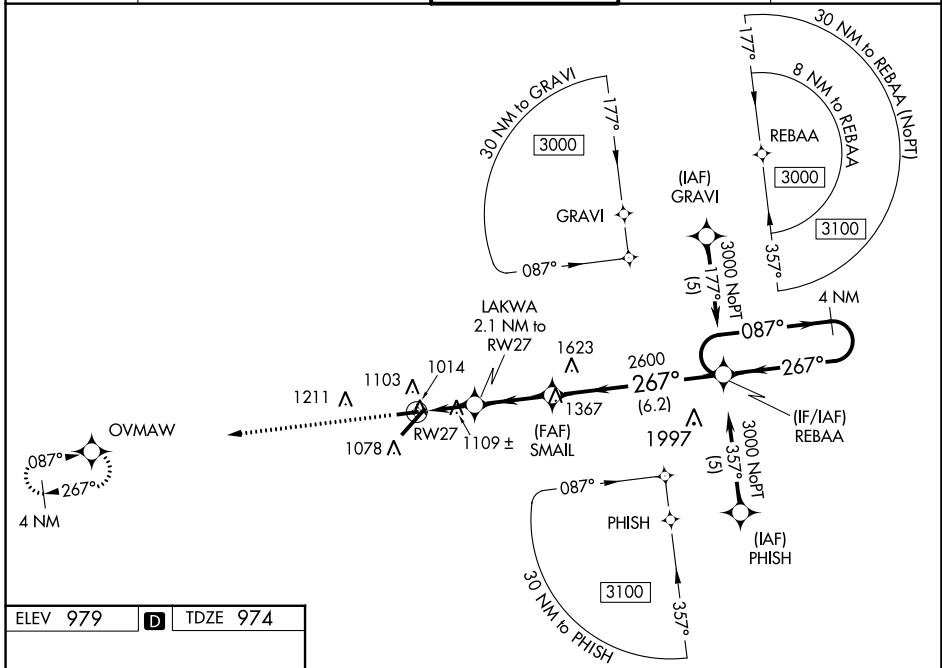 30 NM to GRAVI
177°
3000
GRAVI
087°
177°
30 NM to REBAA (NoPT)
8 NM to REBAA
REBAA
3000
3100
357°
(IAF)
GRAVI
3000 NoPT
177°
(5)
4 NM
087°
267°
LAKWA
2.1 NM to
RW27
1623
2600
267°
(6.2)
1014
1103
1211
1367
(FAF)
SMAIL
(IF/IAF)
REBAA
1997
OVMAW
087°
267°
4 NM
1078
RW27
1109 ±
3000 NoPT
357°
(5)
(IAF)
PHISH
087°
PHISH
3100
357°
30 NM to PHISH
ELEV 979
D
TDZE 974